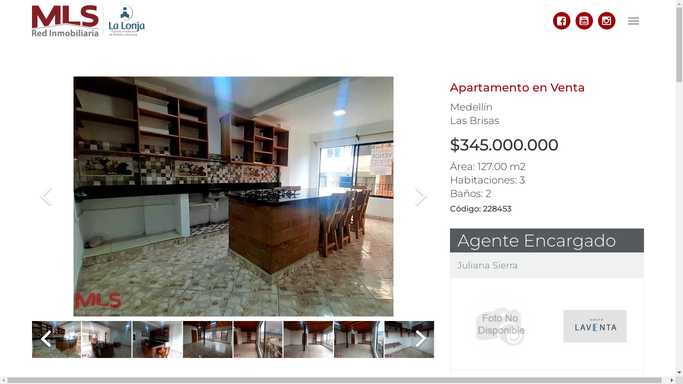 MLS
Red Inmobiliaria
La Lonja
Apartamento en Venta
Medellín
Las Brisas
$345.000.000
Área: 127.00 m2
Habitaciones: 3
Baños: 2
Código: 228453
Agente Encargado
Juliana Sierra
MLS
Foto No
Disponible
LAVENTA